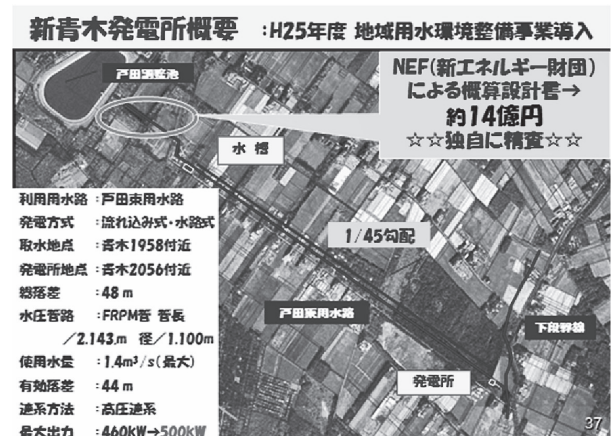 新青木発電所概要 :H25年度 地域用水環境整備事業導入
NEF(新エネルギー財団)
による概算設計書→
約14億円
☆☆独自に精査☆☆
戸田調整池
水 槽
1/45勾配
戸田東用水路
下段幹線
発電所
利用用水路 :戸田東用水路
発電方式 :流れ込み式・水路式
取水地点 :青木1958付近
発電所地点 :青木2056付近
総落差 :48m
水圧管路 :FRPM管 管長
/2.143.m 径/1.100m
使用水量 :1.4m³/s(最大)
有効落差 :44m
連系方法 :高圧連系
最大出力 :460kW→500kW
37